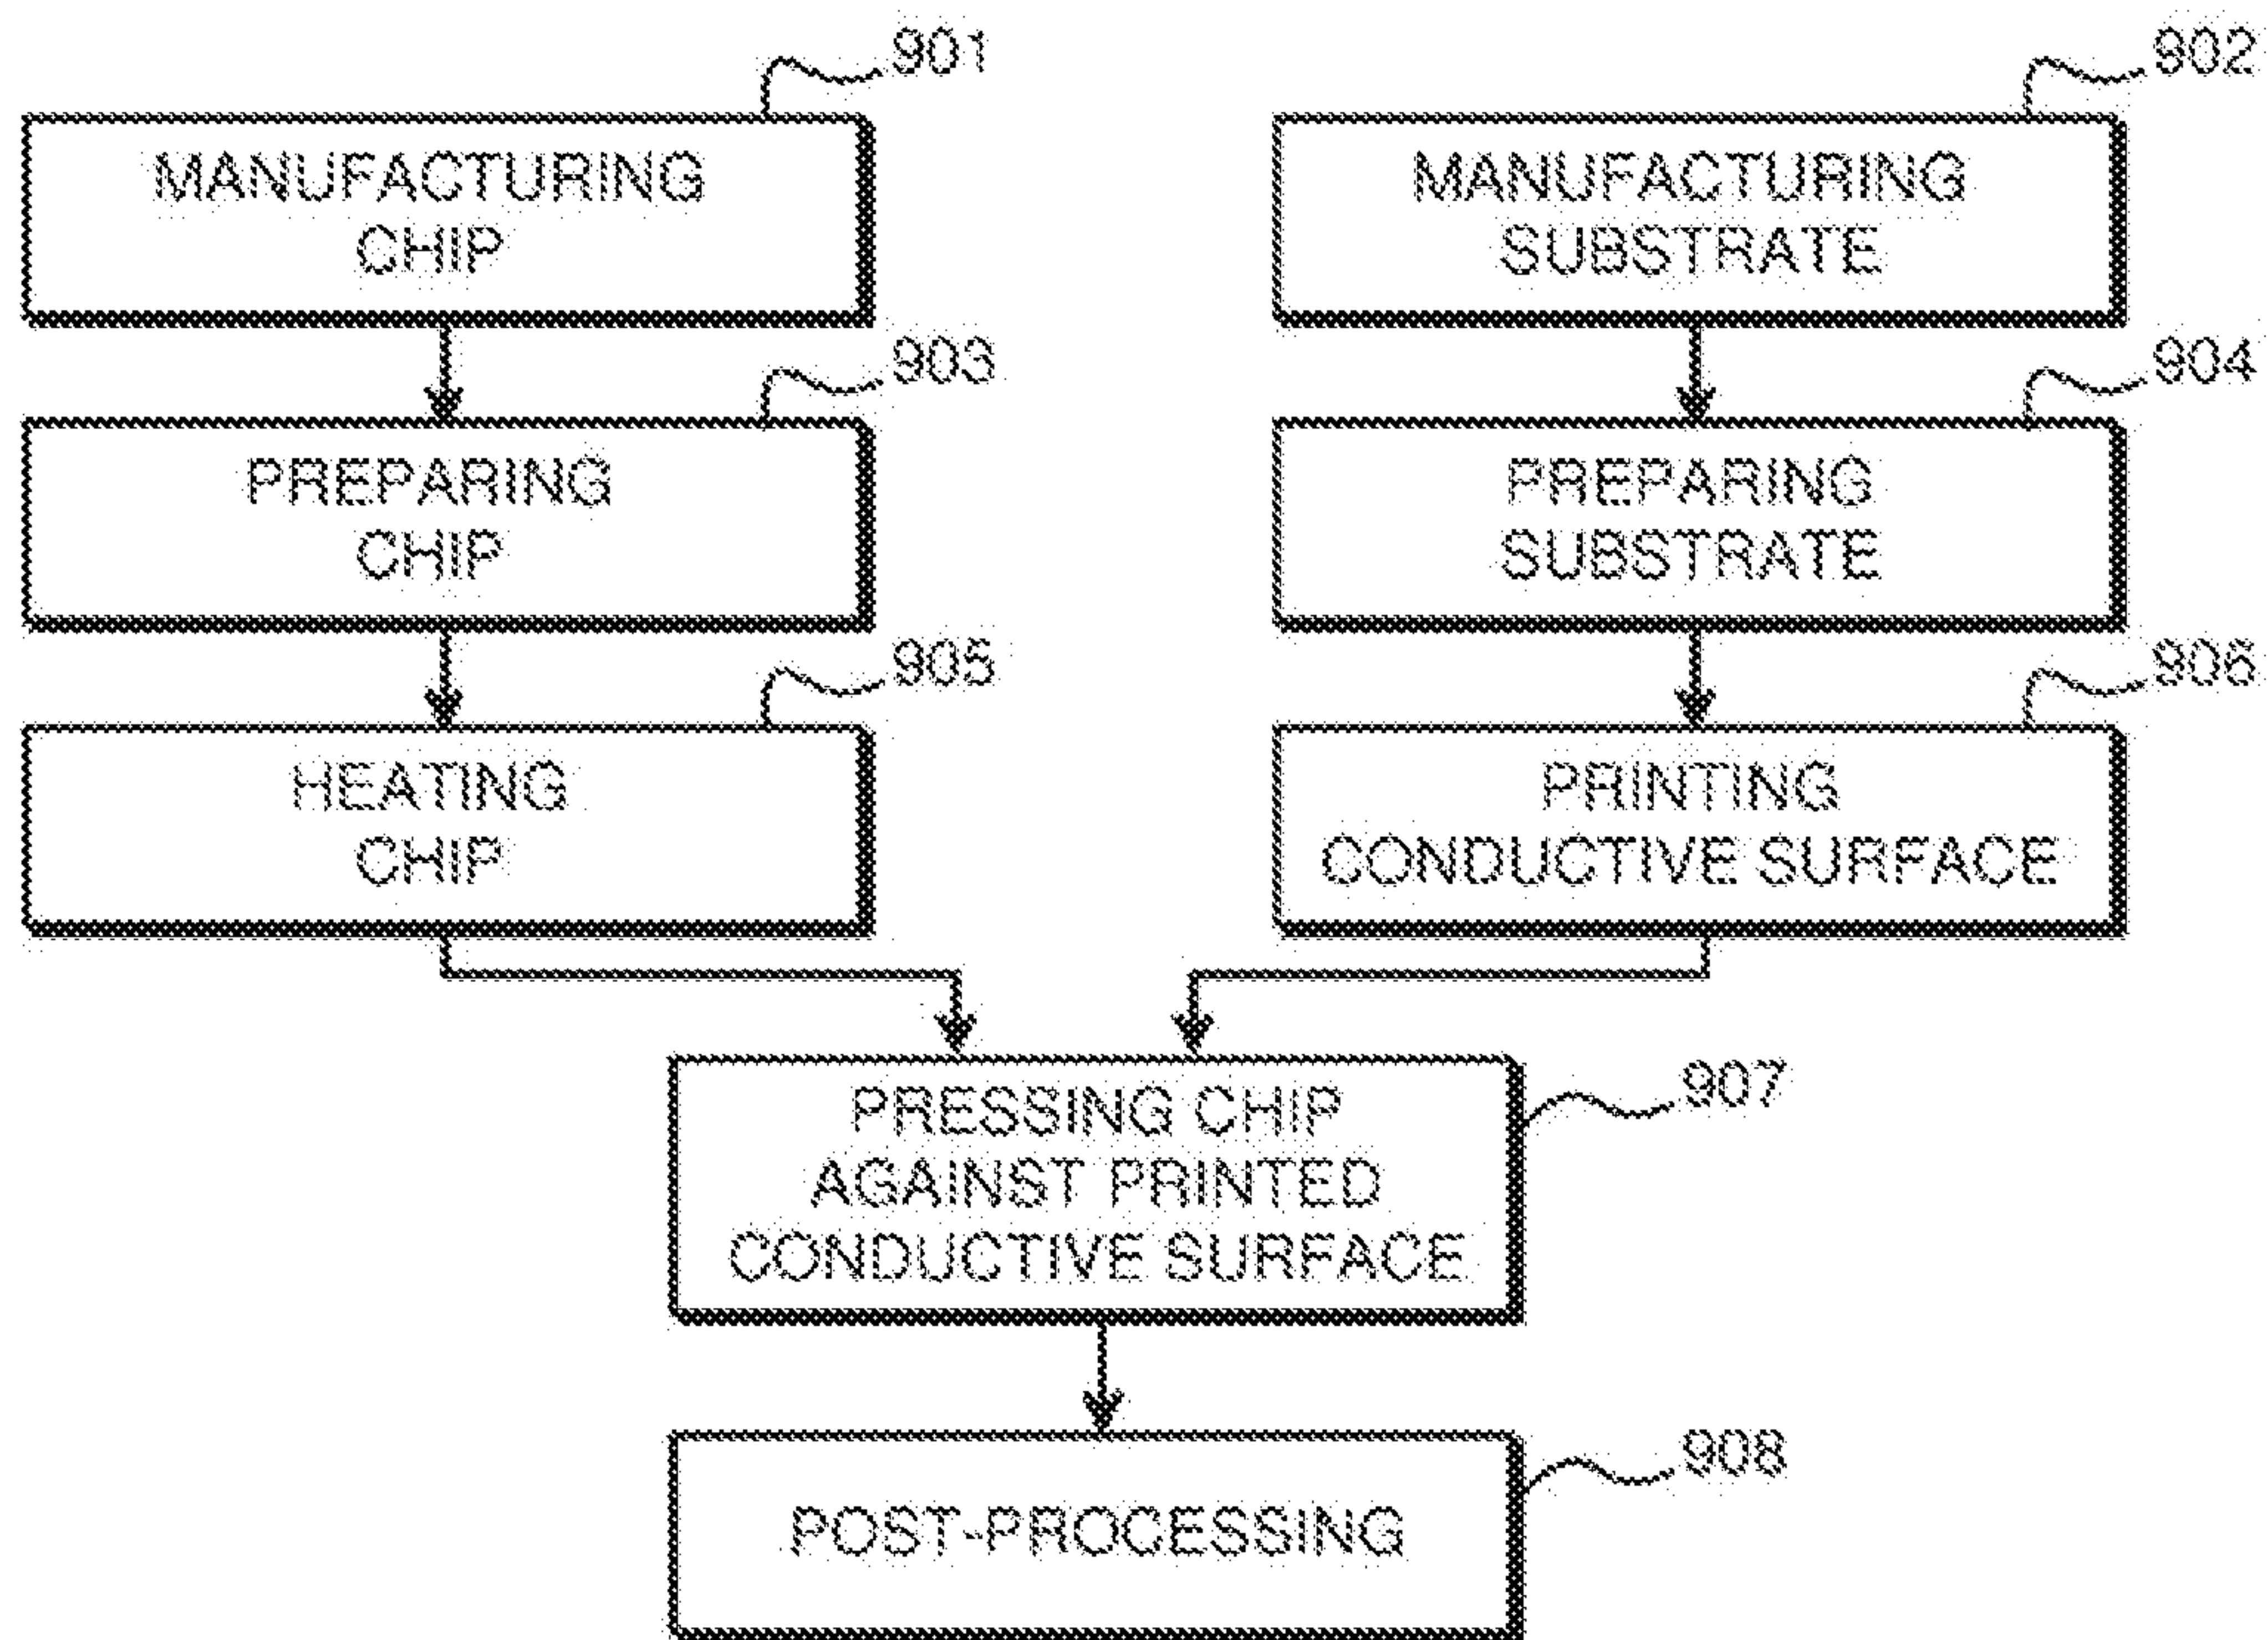 901
MANUFACTURING
CHIP
902
MANUFACTURING
SUBSTRATE
903
PREPARING
CHIP
904
PREPARING
SUBSTRATE
905
HEATING
CHIP
906
PRINTING
CONDUCTIVE SURFACE
907
PRESSING CHIP
AGAINST PRINTED
CONDUCTIVE SURFACE
908
POST-PROCESSING